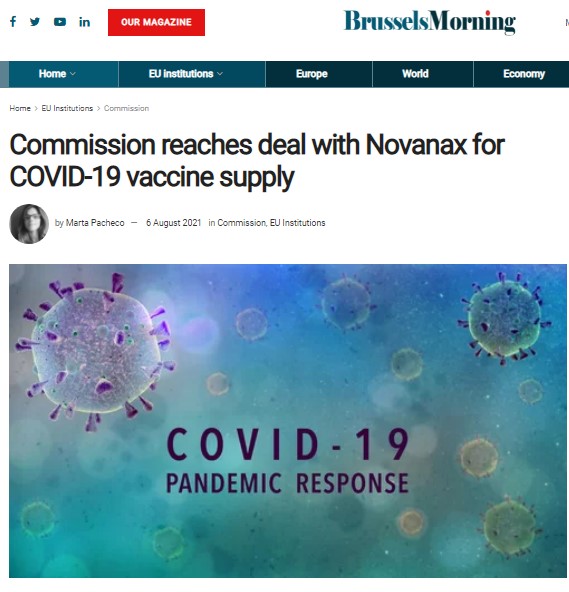 OUR MAGAZINE
BrusselsMorning
Home
EU institutions
Europe
World
Economy
Home > EU Institutions > Commission
Commission reaches deal with Novanax for
COVID-19 vaccine supply
by Marta Pacheco — 6 August 2021 in Commission, EU Institutions
COVID-19
PANDEMIC RESPONSE